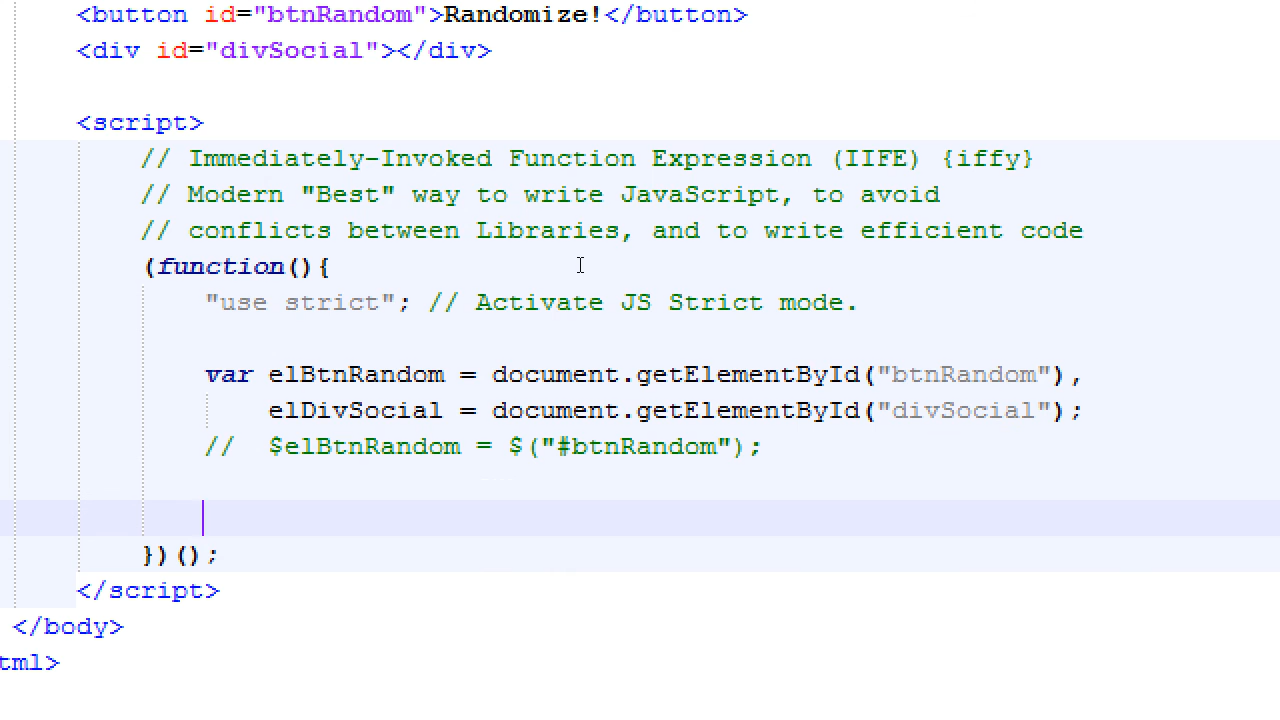 <button id="btnRandom">Randomize!</button>
<div id="divSocial"></div>
<script>
// Immediately-Invoked Function Expression (IIFE) {iffy}
// Modern "Best" way to write JavaScript, to avoid
// conflicts between Libraries, and to write efficient code
(function(){
"use strict"; // Activate JS Strict mode.
var elBtnRandom = document.getElementById("btnRandom"),
elDivSocial = document.getElementById("divSocial");
//  $elBtnRandom = $("#btnRandom");
})();
</script>
</body>
tml>